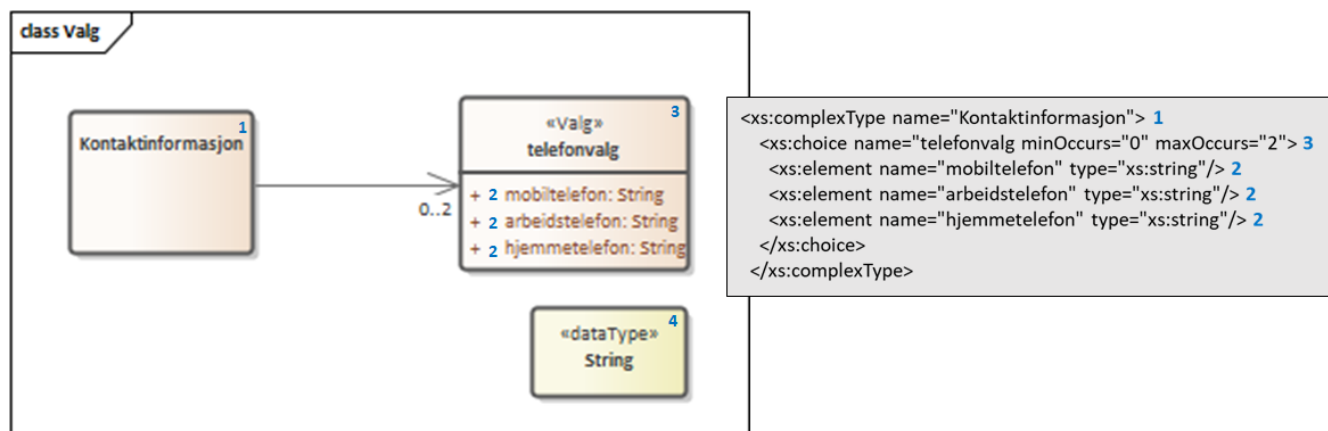 class Valg
Kontaktinformasjon 1
«Valg» 3
telefonvalg
+ 2 mobiltelefon: String
+ 2 arbeidstelefon: String
+ 2 hjemmetelefon: String
0..2
«dataType» 4
String
<xs:complexType name="Kontaktinformasjon"> 1
<xs:choice name="telefonvalg minOccurs="0" maxOccurs="2"> 3
<xs:element name="mobiltelefon" type="xs:string"/> 2
<xs:element name="arbeidstelefon" type="xs:string"/> 2
<xs:element name="hjemmetelefon" type="xs:string"/> 2
</xs:choice>
</xs:complexType>